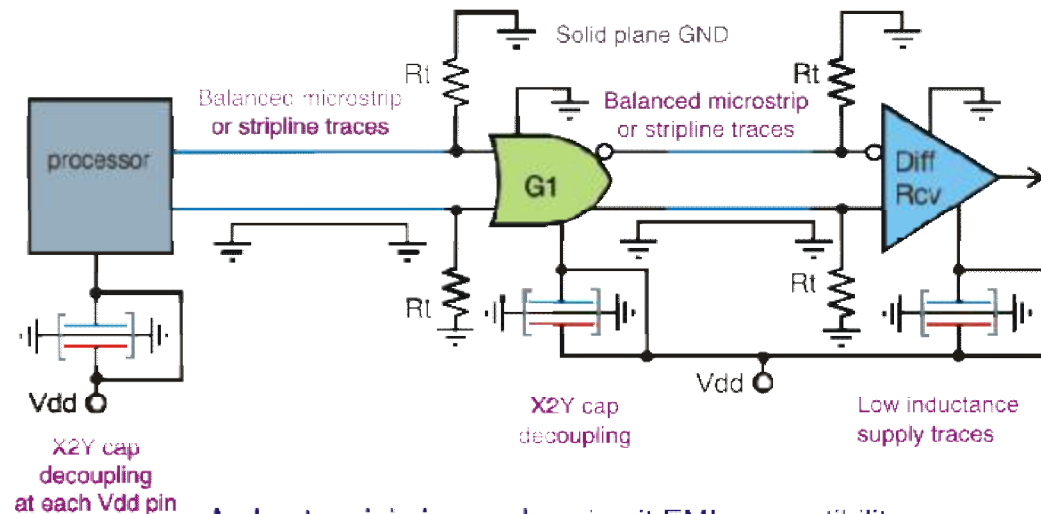 Solid plane GND
Rt
Rt
Balanced microstrip
or stripline traces
Balanced microstrip
or stripline traces
processor
G1
Diff
Rcv
Rt
Rt
Vdd
Vdd
X2Y cap
decoupling
at each Vdd pin
X2Y cap
decoupling
Low inductance
supply traces